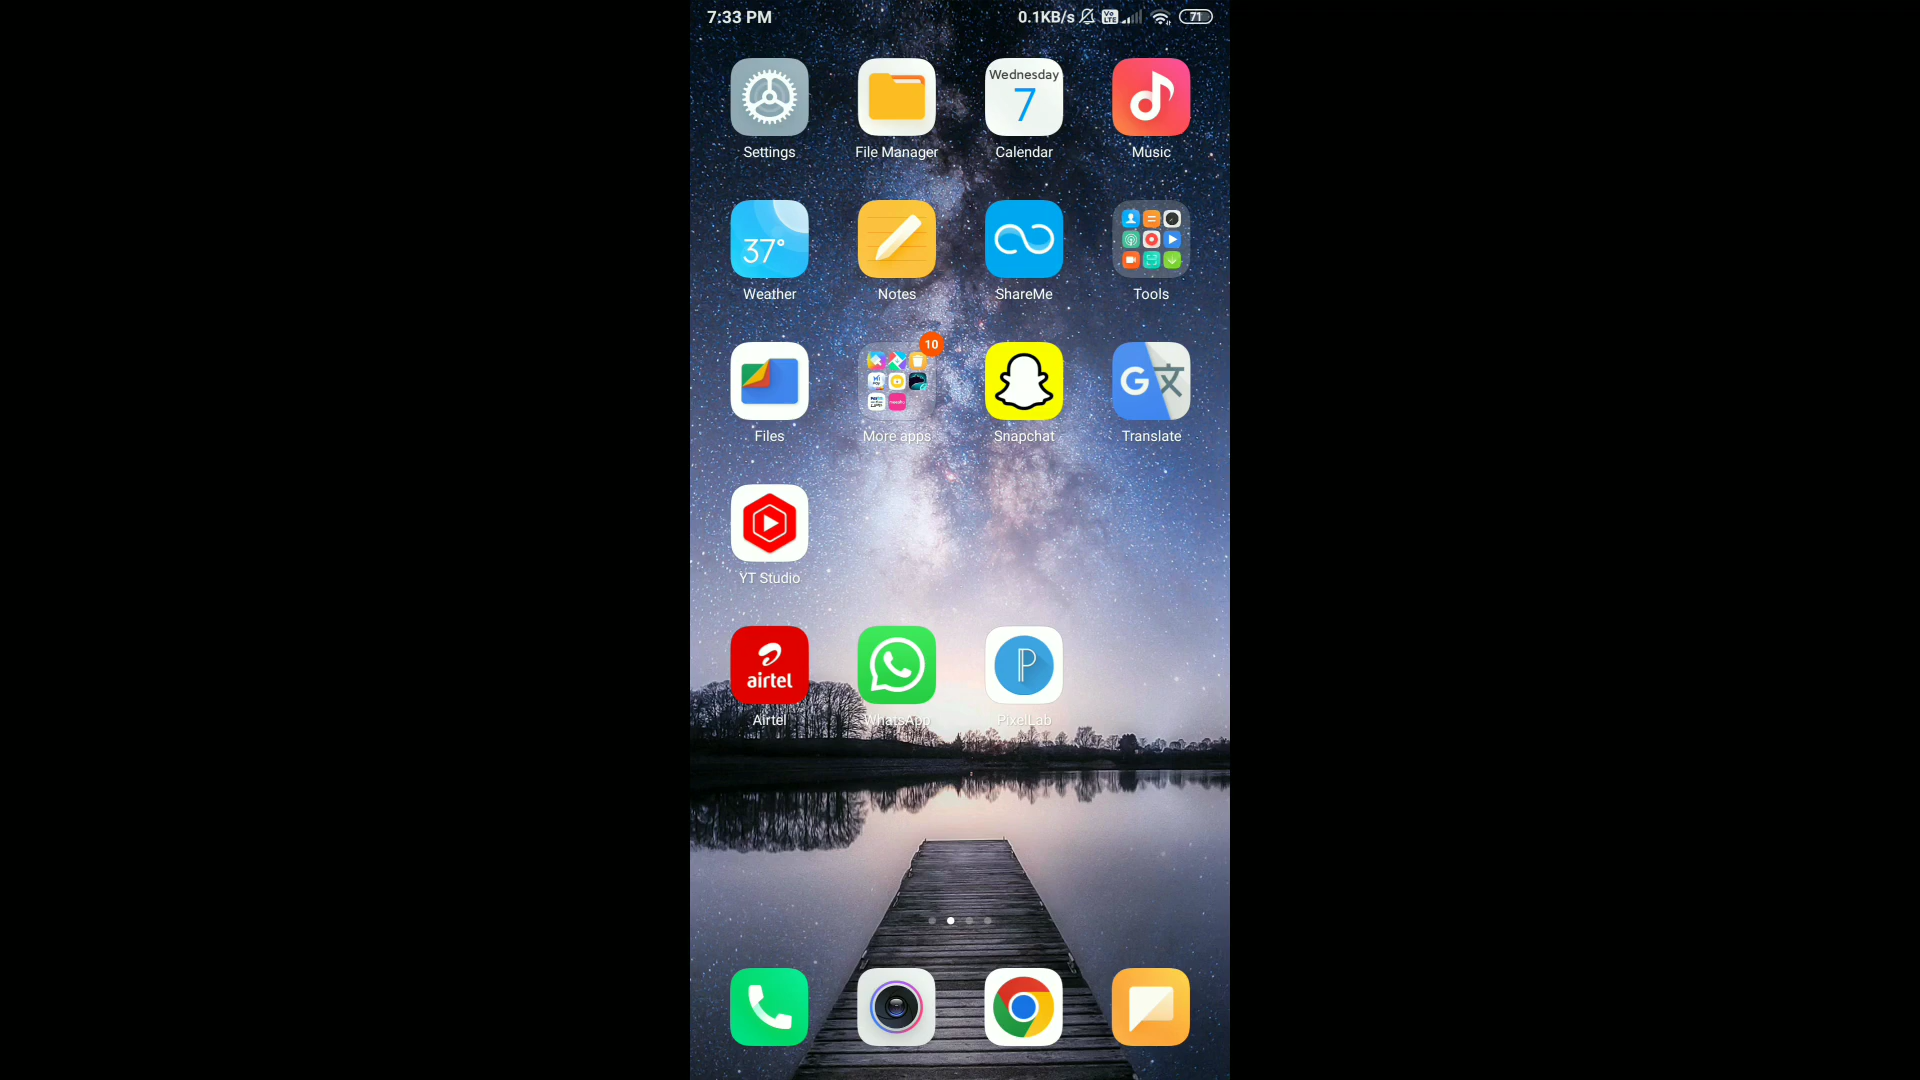 7:33 PM 0.1KB/s 71
Wednesday
7
Settings File Manager Calendar Music
37°
Weather Notes ShareMe Tools
10
Files More apps Snapchat Translate
YT Studio
airtel
Airtel WhatsApp PixelLab